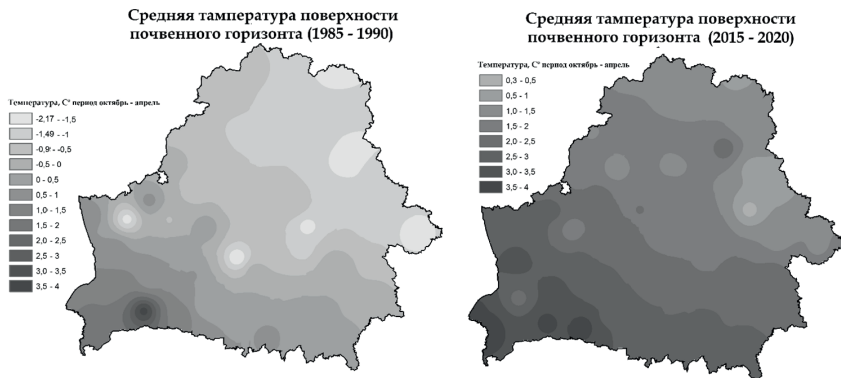 Средняя тампература поверхности
почвенного горизонта (1985 - 1990)
Температура, С° период октябрь - апрель
-2,17 - -1,5
-1,49 - -1
-0,9 - -0,5
-0,5 - 0
0 - 0,5
0,5 - 1
1,0 - 1,5
1,5 - 2
2,0 - 2,5
2,5 - 3
3,0 - 3,5
3,5 - 4
Средняя тампература поверхности
почвенного горизонта (2015 - 2020)
Температура, С° период октябрь - апрель
0,3 - 0,5
0,5 - 1
1,0 - 1,5
1,5 - 2
2,0 - 2,5
2,5 - 3
3,0 - 3,5
3,5 - 4